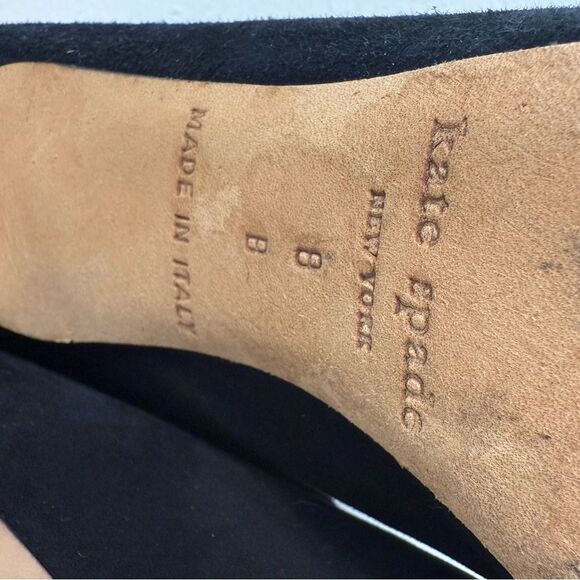 kate spade
NEW YORK
8
B
MADE IN ITALY